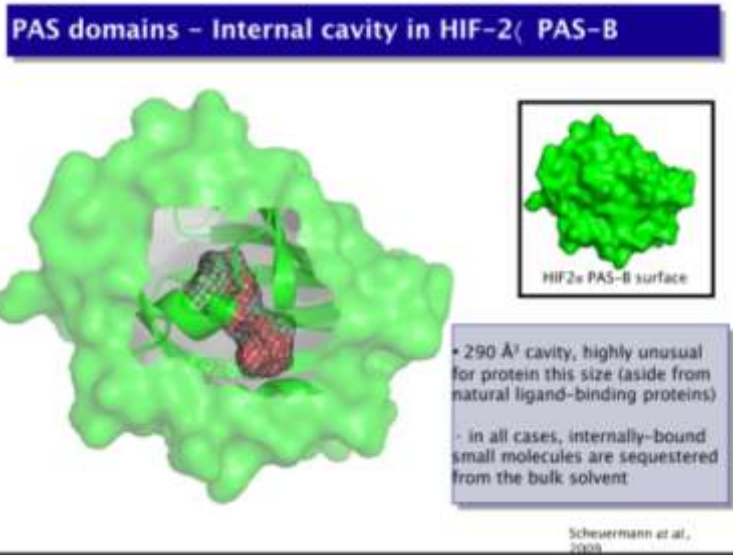 PAS domains – Internal cavity in HIF-2( PAS-B
HIF2α PAS-B surface
• 290 Å³ cavity, highly unusual
for protein this size (aside from
natural ligand-binding proteins)
- in all cases, internally-bound
small molecules are sequestered
from the bulk solvent
Scheuermann et al.,
2009